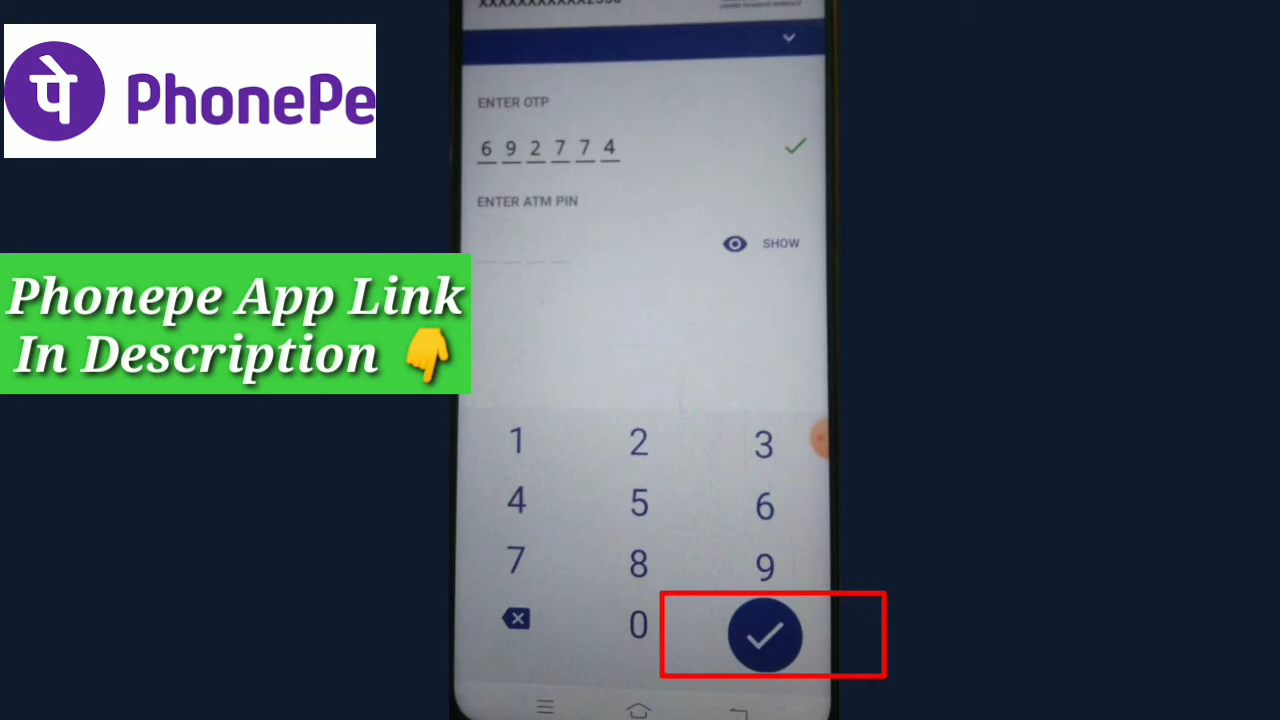 पे PhonePe
ENTER OTP
6 9 2 7 7 4
ENTER ATM PIN
SHOW
Phonepe App Link
In Description 👇
1 2 3
4 5 6
7 8 9
0